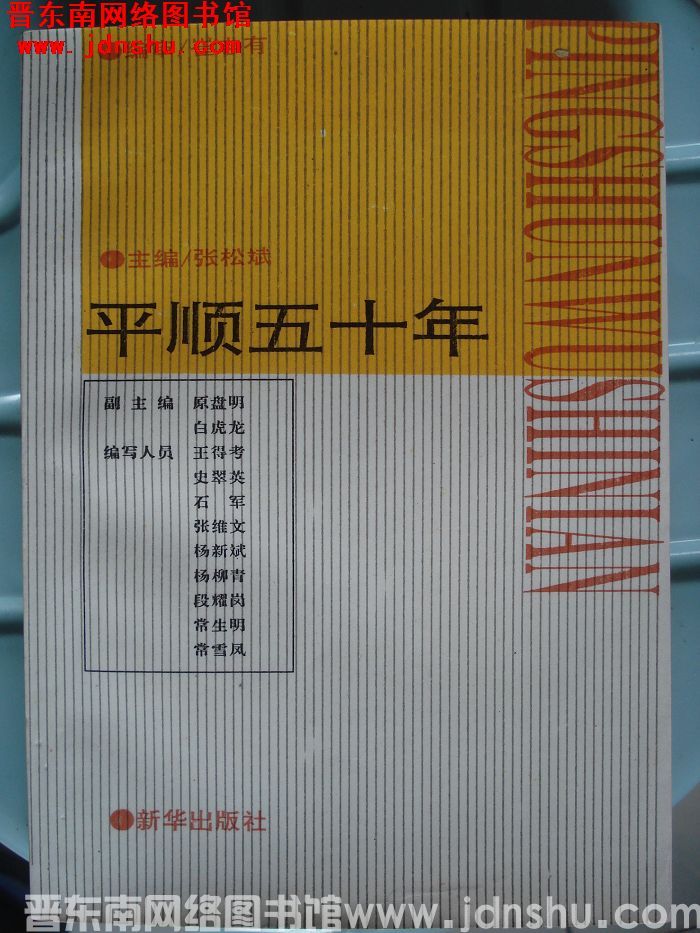 晋东南网络图书馆
www.jdnshu.com
有
主编/张松斌
平顺五十年
PINGSHUNWUSHINIAN
副主编 原盘明
白虎龙
编写人员 王得考
史翠英
石军
张维文
杨新斌
杨柳青
段耀岗
常生明
常雪凤
新华出版社
晋东南网络图书馆www.jdnshu.com